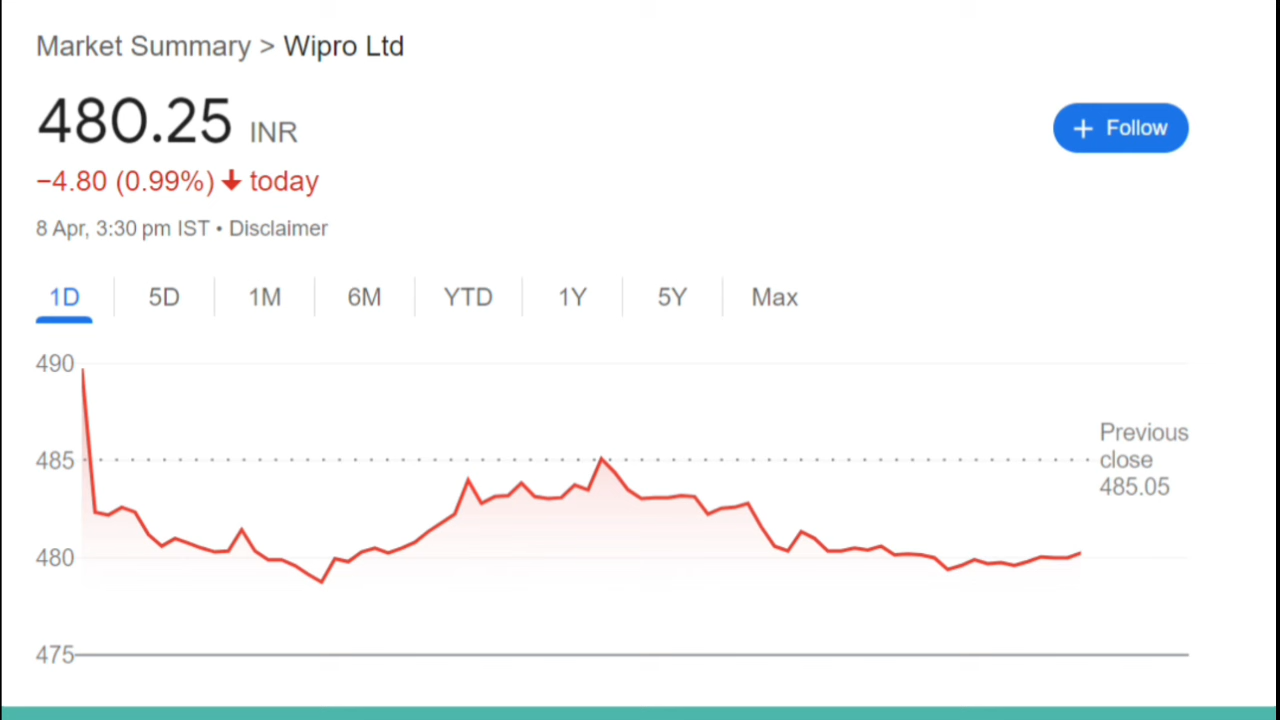 Market Summary > Wipro Ltd
480.25 INR
+ Follow
−4.80 (0.99%) ↓ today
8 Apr, 3:30 pm IST • Disclaimer
1D 5D 1M 6M YTD 1Y 5Y Max
490
Previous
485
close
485.05
480
475